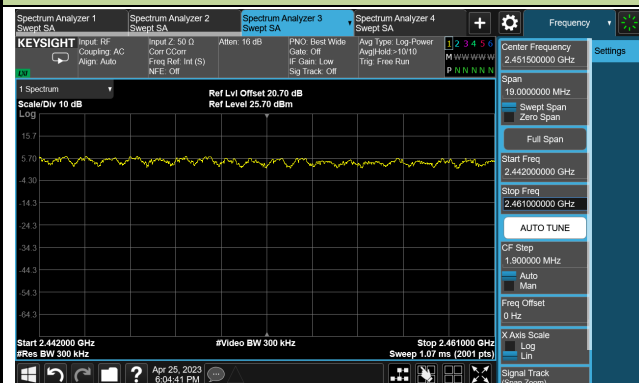 Spectrum Analyzer 1
Swept SA
Spectrum Analyzer 2
Swept SA
Spectrum Analyzer 3
Swept SA
Spectrum Analyzer 4
Swept SA
Frequency
KEYSIGHT
Input: RF
Coupling: AC
Align: Auto
Input Z: 50 Ω
Corr CCorr
Freq Ref: Int (S)
NFE: Off
Atten: 16 dB
PNO: Best Wide
Gate: Off
IF Gain: Low
Sig Track: Off
Avg Type: Log-Power
Avg|Hold:>10/10
Trig: Free Run
1 2 3 4 5 6
M W W W W W
P N N N N N
LXI
1 Spectrum
Scale/Div 10 dB
Ref Lvl Offset 20.70 dB
Ref Level 25.70 dBm
Log
15.7
5.70
-4.30
-14.3
-24.3
-34.3
-44.3
-54.3
-64.3
Start 2.442000 GHz
#Res BW 300 kHz
#Video BW 300 kHz
Stop 2.461000 GHz
Sweep 1.07 ms (2001 pts)
Apr 25, 2023
6:04:41 PM
Center Frequency
2.451500000 GHz
Settings
Span
19.0000000 MHz
Swept Span
Zero Span
Full Span
Start Freq
2.442000000 GHz
Stop Freq
2.461000000 GHz
AUTO TUNE
CF Step
1.900000 MHz
Auto
Man
Freq Offset
0 Hz
X Axis Scale
Log
Lin
Signal Track
(Span Zoom)